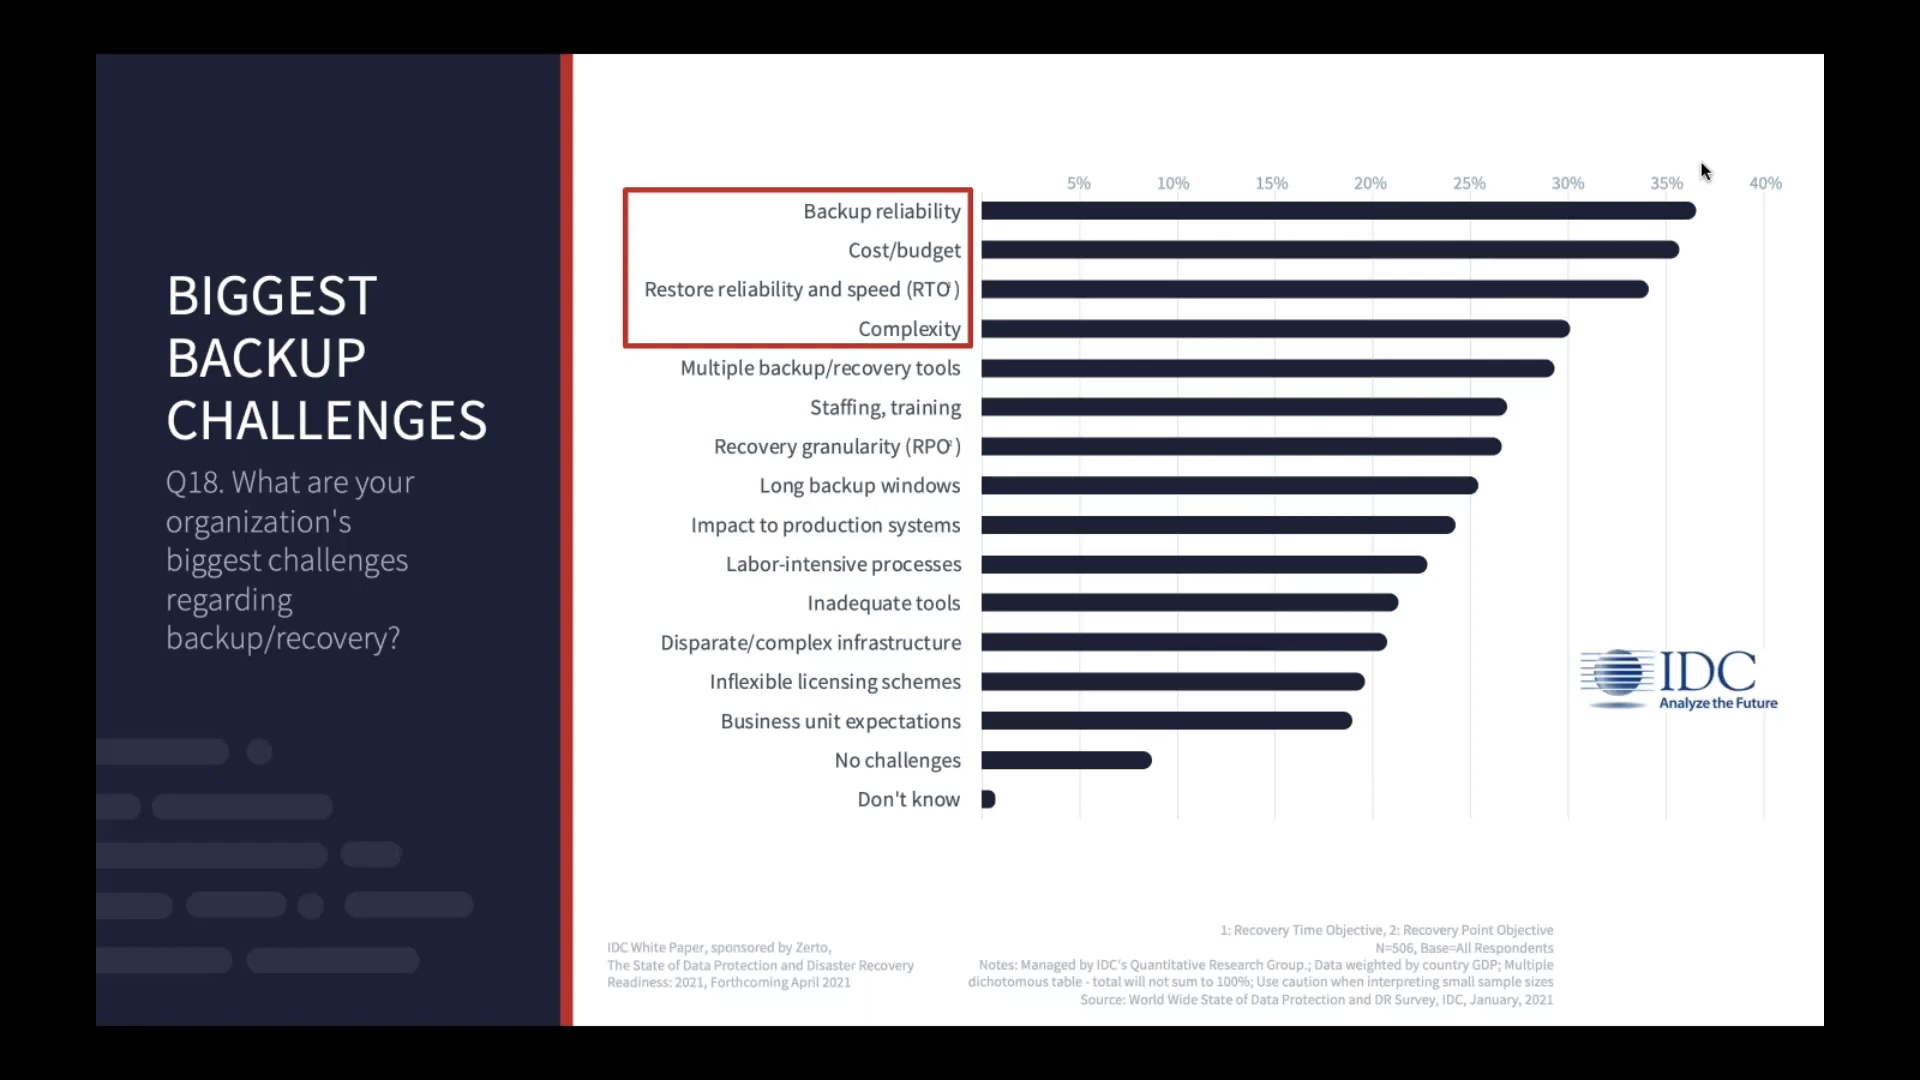 BIGGEST
BACKUP
CHALLENGES
Q18. What are your
organization's
biggest challenges
regarding
backup/recovery?
5% 10% 15% 20% 25% 30% 35% 40%
Backup reliability
Cost/budget
Restore reliability and speed (RTO¹)
Complexity
Multiple backup/recovery tools
Staffing, training
Recovery granularity (RPO²)
Long backup windows
Impact to production systems
Labor-intensive processes
Inadequate tools
Disparate/complex infrastructure
Inflexible licensing schemes
Business unit expectations
No challenges
Don't know
IDC
Analyze the Future
IDC White Paper, sponsored by Zerto,
The State of Data Protection and Disaster Recovery
Readiness: 2021, Forthcoming April 2021
1: Recovery Time Objective, 2: Recovery Point Objective
N=506, Base=All Respondents
Notes: Managed by IDC's Quantitative Research Group.; Data weighted by country GDP; Multiple
dichotomous table - total will not sum to 100%; Use caution when interpreting small sample sizes
Source: World Wide State of Data Protection and DR Survey, IDC, January, 2021